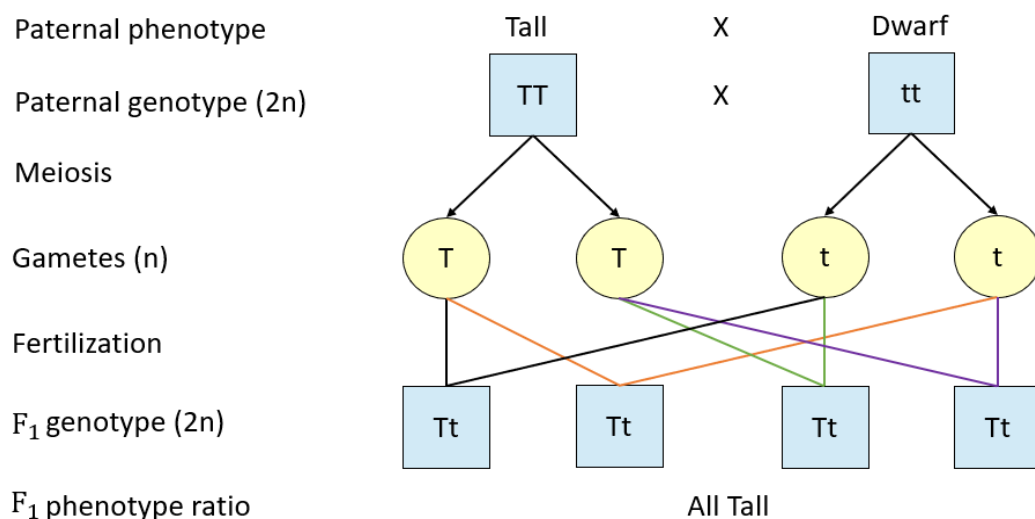 Paternal phenotype Tall X Dwarf
Paternal genotype (2n) TT X tt
Meiosis
Gametes (n) T T t t
Fertilization
F₁ genotype (2n) Tt Tt Tt Tt
F₁ phenotype ratio All Tall